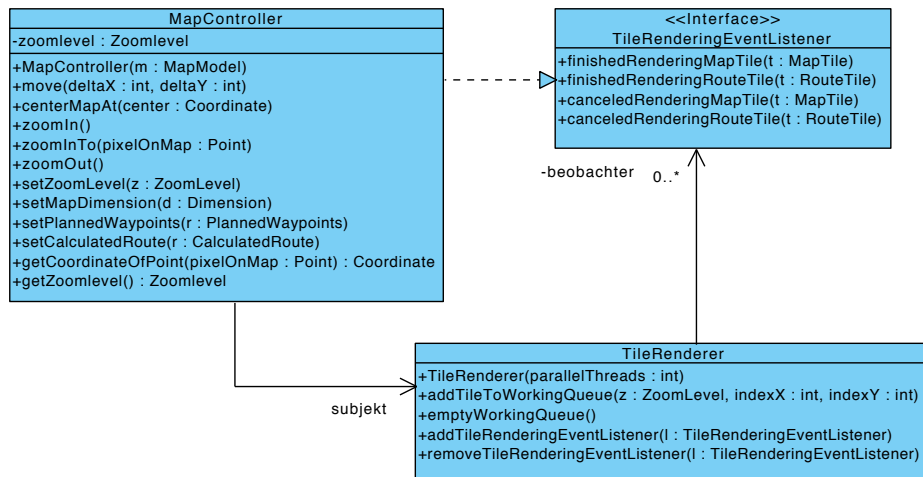 MapController
-zoomlevel : Zoomlevel
+MapController(m : MapModel)
+move(deltaX : int, deltaY : int)
+centerMapAt(center : Coordinate)
+zoomIn()
+zoomInTo(pixelOnMap : Point)
+zoomOut()
+setZoomLevel(z : ZoomLevel)
+setMapDimension(d : Dimension)
+setPlannedWaypoints(r : PlannedWaypoints)
+setCalculatedRoute(r : CalculatedRoute)
+getCoordinateOfPoint(pixelOnMap : Point) : Coordinate
+getZoomlevel() : Zoomlevel
<<Interface>>
TileRenderingEventListener
+finishedRenderingMapTile(t : MapTile)
+finishedRenderingRouteTile(t : RouteTile)
+canceledRenderingMapTile(t : MapTile)
+canceledRenderingRouteTile(t : RouteTile)
-beobachter
0..*
subjekt
TileRenderer
+TileRenderer(parallelThreads : int)
+addTileToWorkingQueue(z : ZoomLevel, indexX : int, indexY : int)
+emptyWorkingQueue()
+addTileRenderingEventListener(l : TileRenderingEventListener)
+removeTileRenderingEventListener(l : TileRenderingEventListener)